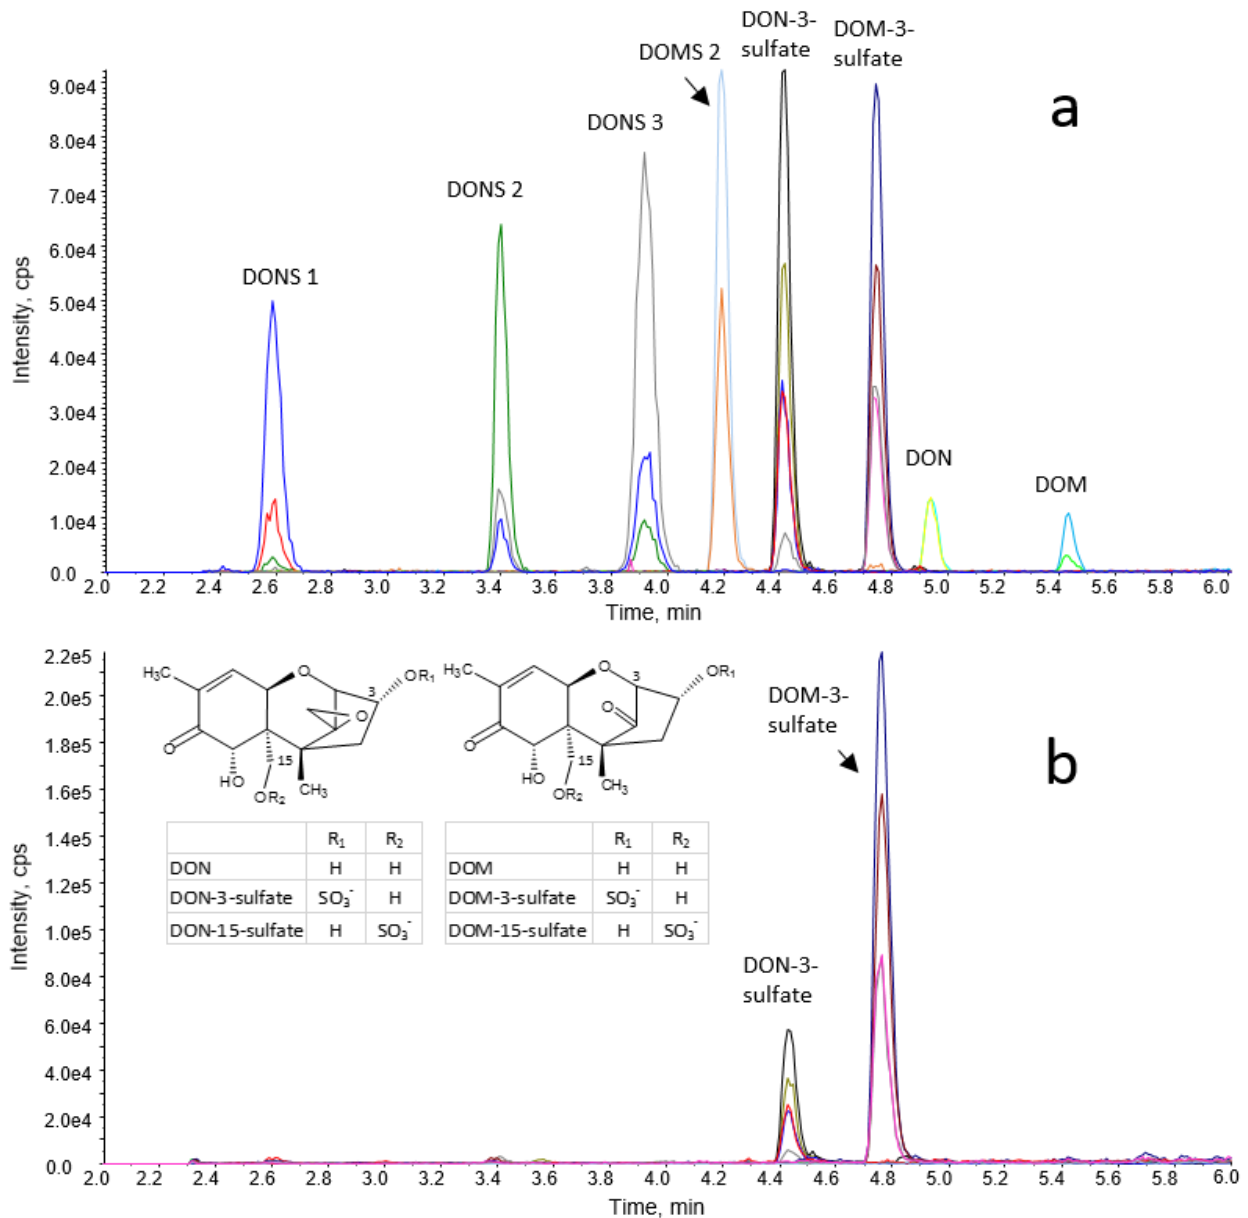 a
DON-3-
sulfate
DOM-3-
sulfate
DOMS 2
DONS 3
DONS 2
DONS 1
DON
DOM
Intensity, cps
9.0e4
8.0e4
7.0e4
6.0e4
5.0e4
4.0e4
3.0e4
2.0e4
1.0e4
0.0
2.0 2.2 2.4 2.6 2.8 3.0 3.2 3.4 3.6 3.8 4.0 4.2 4.4 4.6 4.8 5.0 5.2 5.4 5.6 5.8 6.0
Time, min
b
Intensity, cps
2.2e5
2.0e5
1.8e5
1.6e5
1.4e5
1.2e5
1.0e5
8.0e4
6.0e4
4.0e4
2.0e4
0.0
H₃C O 3 OR₁ O O HO 15 OR₂ CH₃
H₃C O 3 OR₁ O O HO 15 OR₂ CH₃
R₁ R₂
DON H H
DON-3-sulfate SO₃⁻ H
DON-15-sulfate H SO₃⁻
R₁ R₂
DOM H H
DOM-3-sulfate SO₃⁻ H
DOM-15-sulfate H SO₃⁻
DOM-3-
sulfate
DON-3-
sulfate
2.0 2.2 2.4 2.6 2.8 3.0 3.2 3.4 3.6 3.8 4.0 4.2 4.4 4.6 4.8 5.0 5.2 5.4 5.6 5.8 6.0
Time, min